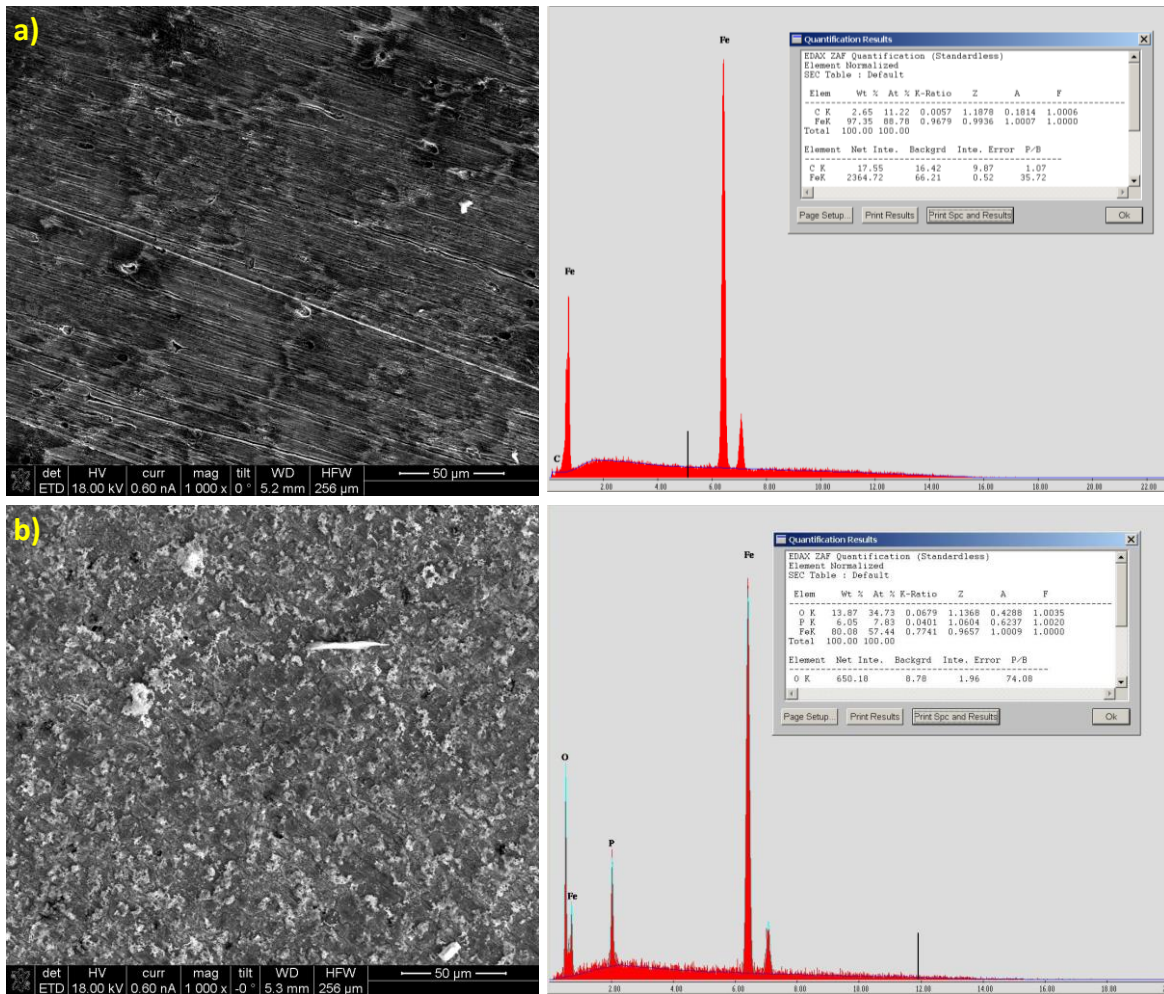 a)
det HV curr mag tilt WD HFW 50 µm
ETD 18.00 kV 0.60 nA 1 000 x 0 ° 5.2 mm 256 µm
Fe
Fe
C
2.00 4.00 6.00 8.00 10.00 12.00 14.00 16.00 18.00 20.00 22.00
Quantification Results
EDAX ZAF Quantification (Standardless)
Element Normalized
SEC Table : Default
Elem Wt % At % K-Ratio Z A F
C K 2.65 11.22 0.0057 1.1878 0.1814 1.0006
FeK 97.35 88.78 0.9679 0.9936 1.0007 1.0000
Total 100.00 100.00
Element Net Inte. Backgrd Inte. Error P/B
C K 17.55 16.42 9.87 1.07
FeK 2364.72 66.21 0.52 35.72
Page Setup... Print Results Print Spc and Results Ok
b)
det HV curr mag tilt WD HFW 50 µm
ETD 18.00 kV 0.60 nA 1 000 x -0 ° 5.3 mm 256 µm
Fe
O
P
Fe
2.00 4.00 6.00 8.00 10.00 12.00 14.00 16.00 18.00
Quantification Results
EDAX ZAF Quantification (Standardless)
Element Normalized
SEC Table : Default
Elem Wt % At % K-Ratio Z A F
O K 13.87 34.73 0.0679 1.1368 0.4288 1.0035
P K 6.05 7.83 0.0401 1.0604 0.6237 1.0020
FeK 80.08 57.44 0.7741 0.9657 1.0009 1.0000
Total 100.00 100.00
Element Net Inte. Backgrd Inte. Error P/B
O K 650.18 8.78 1.96 74.08
Page Setup... Print Results Print Spc and Results Ok